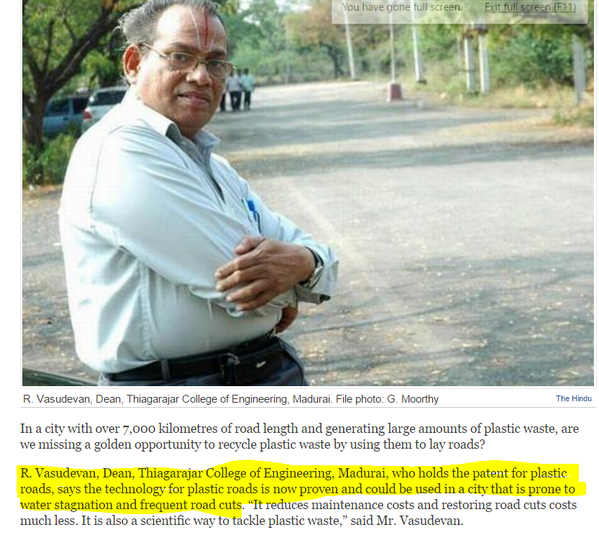 You have gone full screen. Exit full screen (F11)
R. Vasudevan, Dean, Thiagarajar College of Engineering, Madurai. File photo: G. Moorthy
The Hindu
In a city with over 7,000 kilometres of road length and generating large amounts of plastic waste, are
we missing a golden opportunity to recycle plastic waste by using them to lay roads?
R. Vasudevan, Dean, Thiagarajar College of Engineering, Madurai, who holds the patent for plastic
roads, says the technology for plastic roads is now proven and could be used in a city that is prone to
water stagnation and frequent road cuts. “It reduces maintenance costs and restoring road cuts costs
much less. It is also a scientific way to tackle plastic waste,” said Mr. Vasudevan.